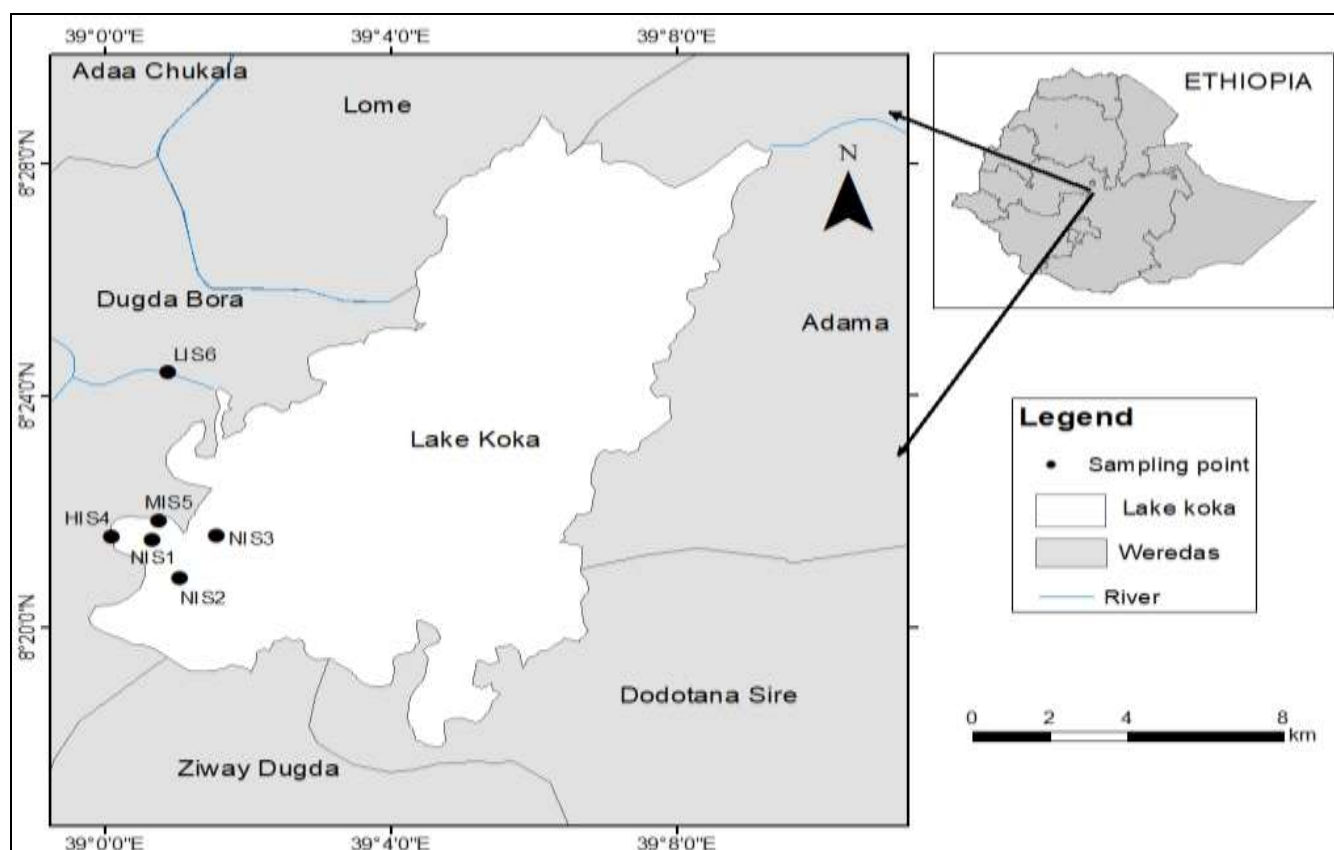 39°0'0"E
39°4'0"E
39°8'0"E
Adaa Chukala
Lome
ETHIOPIA
8°28'0"N
N
Dugda Bora
Adama
LIS6
8°24'0"N
Lake Koka
Legend
Sampling point
Lake koka
Weredas
River
MIS5
HIS4
NIS3
NIS1
NIS2
8°20'0"N
Dodotana Sire
0 2 4 8
km
Ziway Dugda
39°0'0"E
39°4'0"E
39°8'0"E